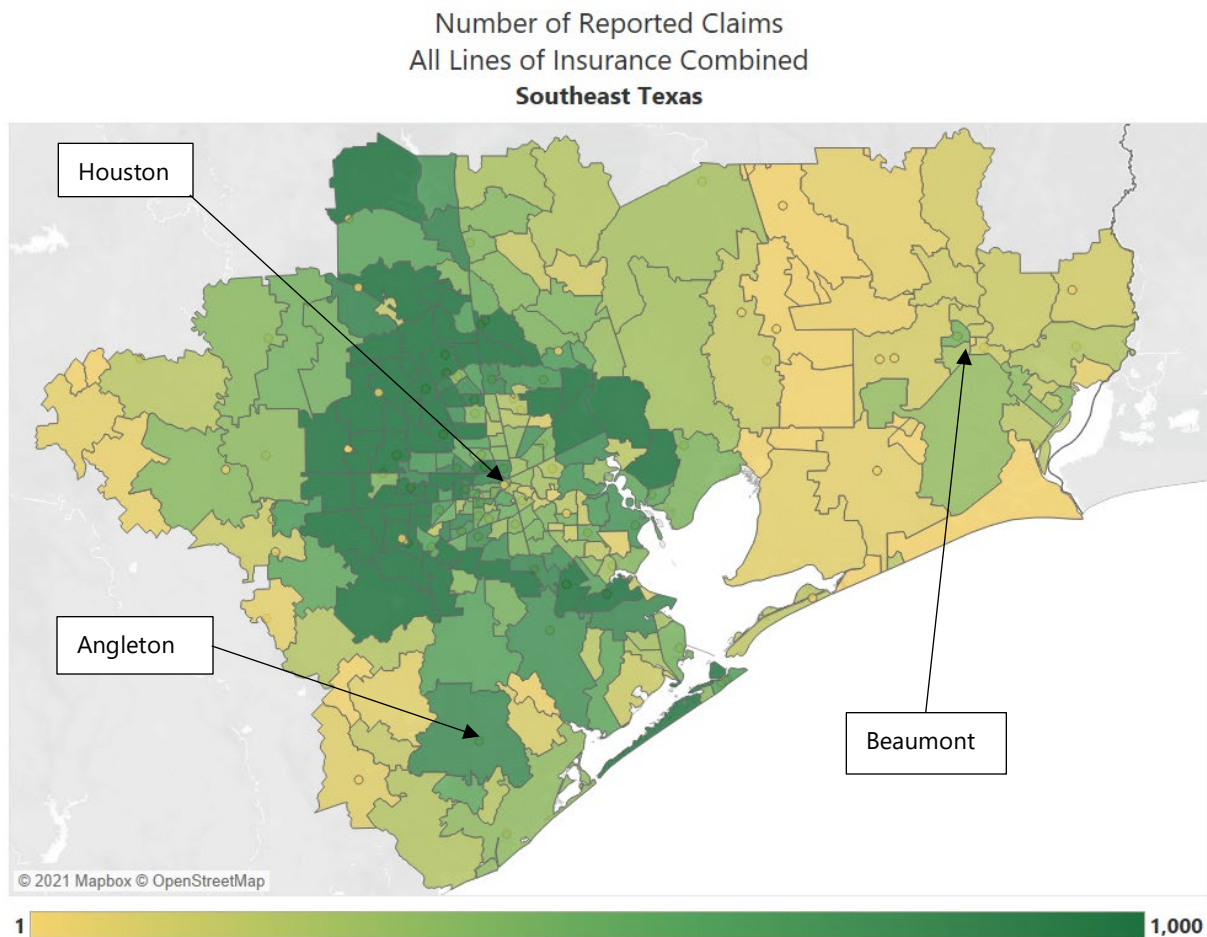 Number of Reported Claims
All Lines of Insurance Combined
Southeast Texas
Houston
Angleton
Beaumont
© 2021 Mapbox © OpenStreetMap
1
1,000